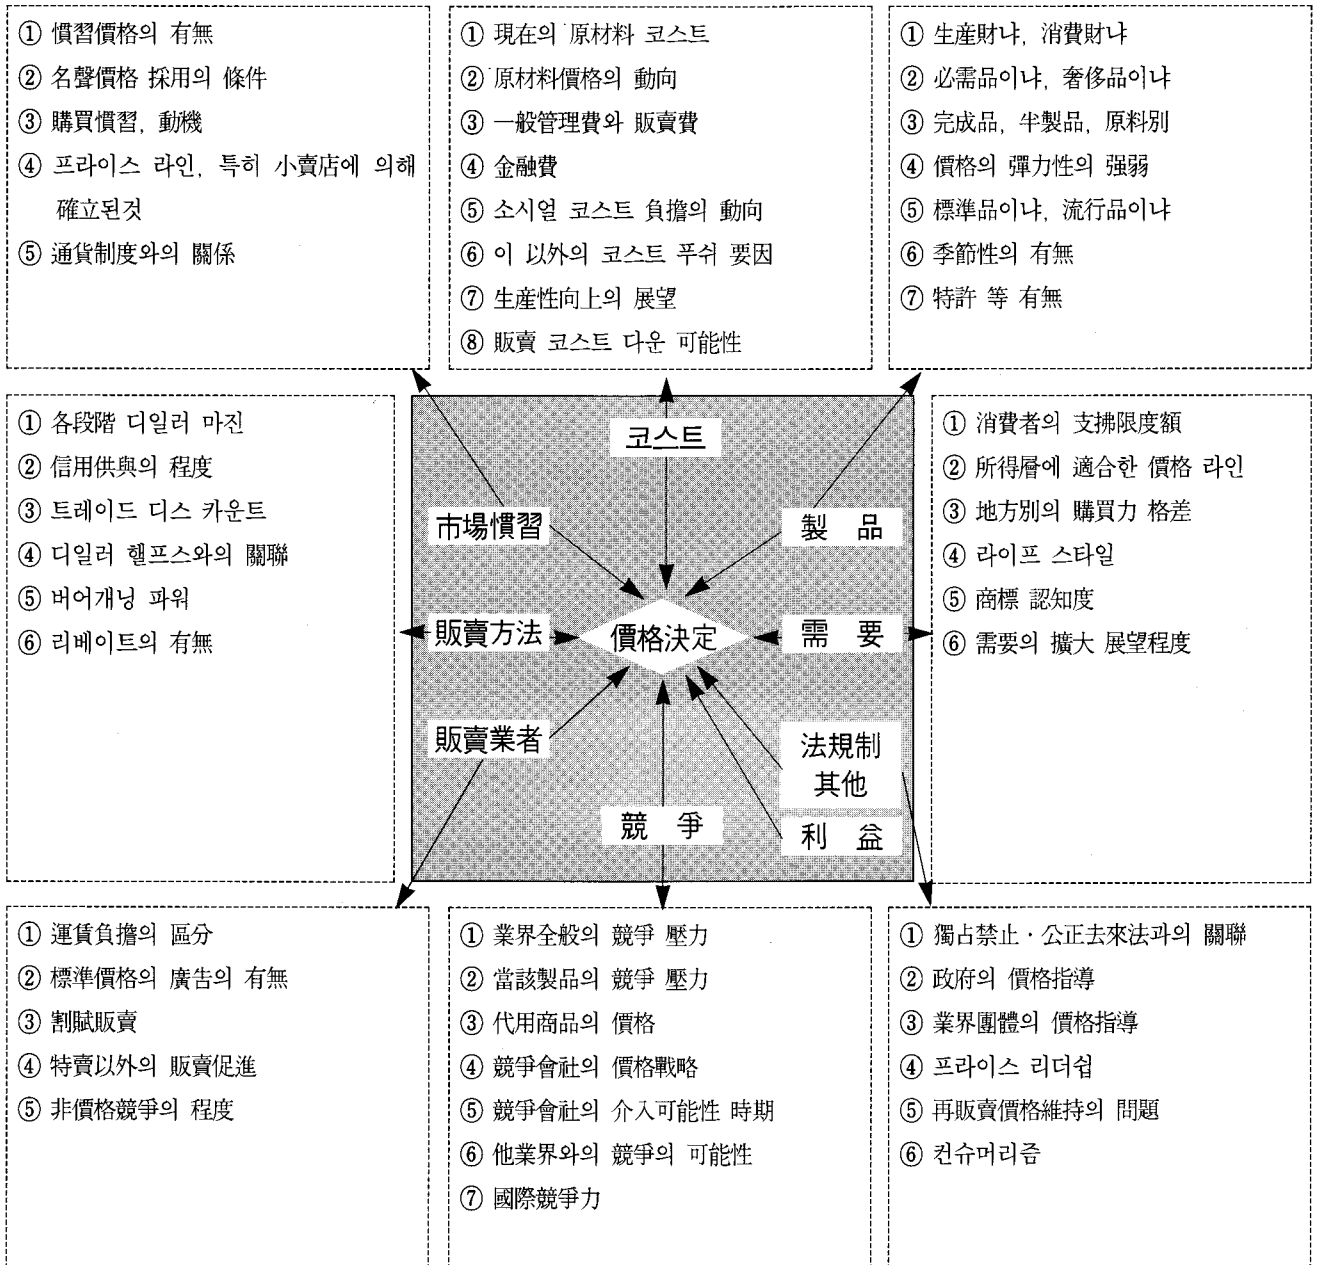 ① 慣習價格의 有無
② 名聲價格 採用의 條件
③ 購買慣習, 動機
④ 프라이스 라인, 특히 小賣店에 의해
確立된것
⑤ 通貨制度와의 關係
① 現在의 原材料 코스트
② 原材料價格의 動向
③ 一般管理費와 販賣費
④ 金融費
⑤ 소시얼 코스트 負擔의 動向
⑥ 이 以外의 코스트 푸쉬 要因
⑦ 生産性向上의 展望
⑧ 販賣 코스트 다운 可能性
① 生産財냐, 消費財냐
② 必需品이냐, 奢侈品이냐
③ 完成品, 半製品, 原料別
④ 價格의 彈力性의 强弱
⑤ 標準品이냐, 流行品이냐
⑥ 季節性의 有無
⑦ 特許 等 有無
① 各段階 디일러 마진
② 信用供與의 程度
③ 트레이드 디스 카운트
④ 디일러 헬프스와의 關聯
⑤ 버어개닝 파워
⑥ 리베이트의 有無
코스트
市場慣習
製 品
販賣方法
價格決定
需 要
販賣業者
法規制
其他
競 爭
利 益
① 消費者의 支拂限度額
② 所得層에 適合한 價格 라인
③ 地方別의 購買力 格差
④ 라이프 스타일
⑤ 商標 認知度
⑥ 需要의 擴大 展望程度
① 運賃負擔의 區分
② 標準價格의 廣告의 有無
③ 割賦販賣
④ 特賣以外의 販賣促進
⑤ 非價格競爭의 程度
① 業界全般의 競爭 壓力
② 當該製品의 競爭 壓力
③ 代用商品의 價格
④ 競爭會社의 價格戰略
⑤ 競爭會社의 介入可能性 時期
⑥ 他業界와의 競爭의 可能性
⑦ 國際競爭力
① 獨占禁止·公正去來法과의 關聯
② 政府의 價格指導
③ 業界團體의 價格指導
④ 프라이스 리더쉽
⑤ 再販賣價格維持의 問題
⑥ 컨슈머리즘